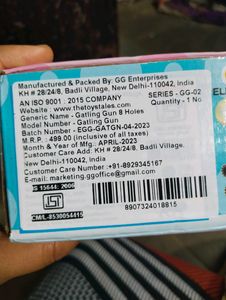 Manufactured & Packed By: GG Enterprises
KH # 28/24/8, Badli Village, New Delhi-110042, India
AN ISO 9001 : 2015 COMPANY
SERIES - GG-02
Website : www.thetoystales.com
Quantity - 1 No
Generic Name - Gatling Gun 8 Holes
Model Number - Gatling Gun
Batch Number - EGG-GATGN-04-2023
M.R.P. 499.00 (inclusive of all taxes)
Month & Year of Mfg.: APRIL-2023
Customer Care Add: KH # 28/24/8, Badli, Village,
New Delhi-110042, India
Customer Care Phone: +91-8929345167
E-mail: marketing.ggoffice@gmail.com
IS 15644: 2006
ISI
CM/L-8530054415
8907324018815
EL